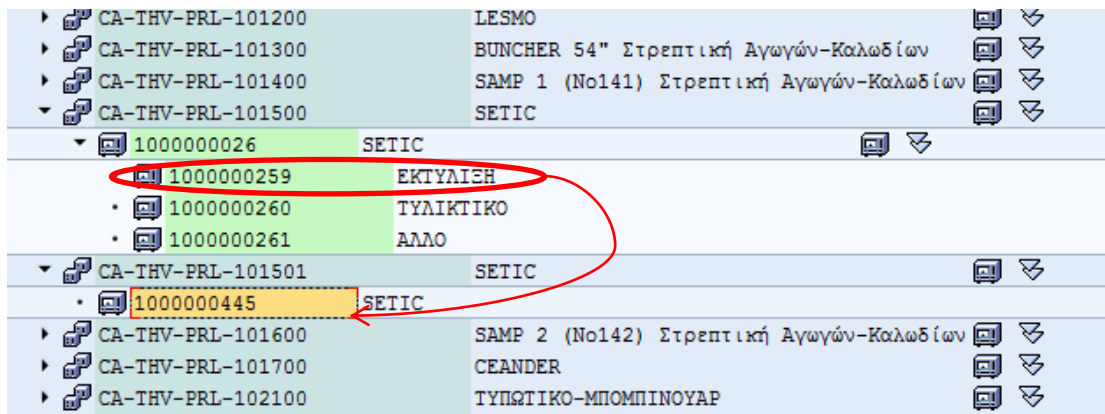 CA-THV-PRL-101200 LESMO
CA-THV-PRL-101300 BUNCHER 54" Στρεπτική Αγωγών-Καλωδίων
CA-THV-PRL-101400 SAMP 1 (No141) Στρεπτική Αγωγών-Καλωδίων
CA-THV-PRL-101500 SETIC
1000000026 SETIC
1000000259 ΕΚΤΥΛΙΞΗ
1000000260 ΤΥΛΙΚΤΙΚΟ
1000000261 ΑΛΛΟ
CA-THV-PRL-101501 SETIC
1000000445 SETIC
CA-THV-PRL-101600 SAMP 2 (No142) Στρεπτική Αγωγών-Καλωδίων
CA-THV-PRL-101700 CEANDER
CA-THV-PRL-102100 ΤΥΠΩΤΙΚΟ-ΜΠΟΜΠΙΝΟΥΑΡ